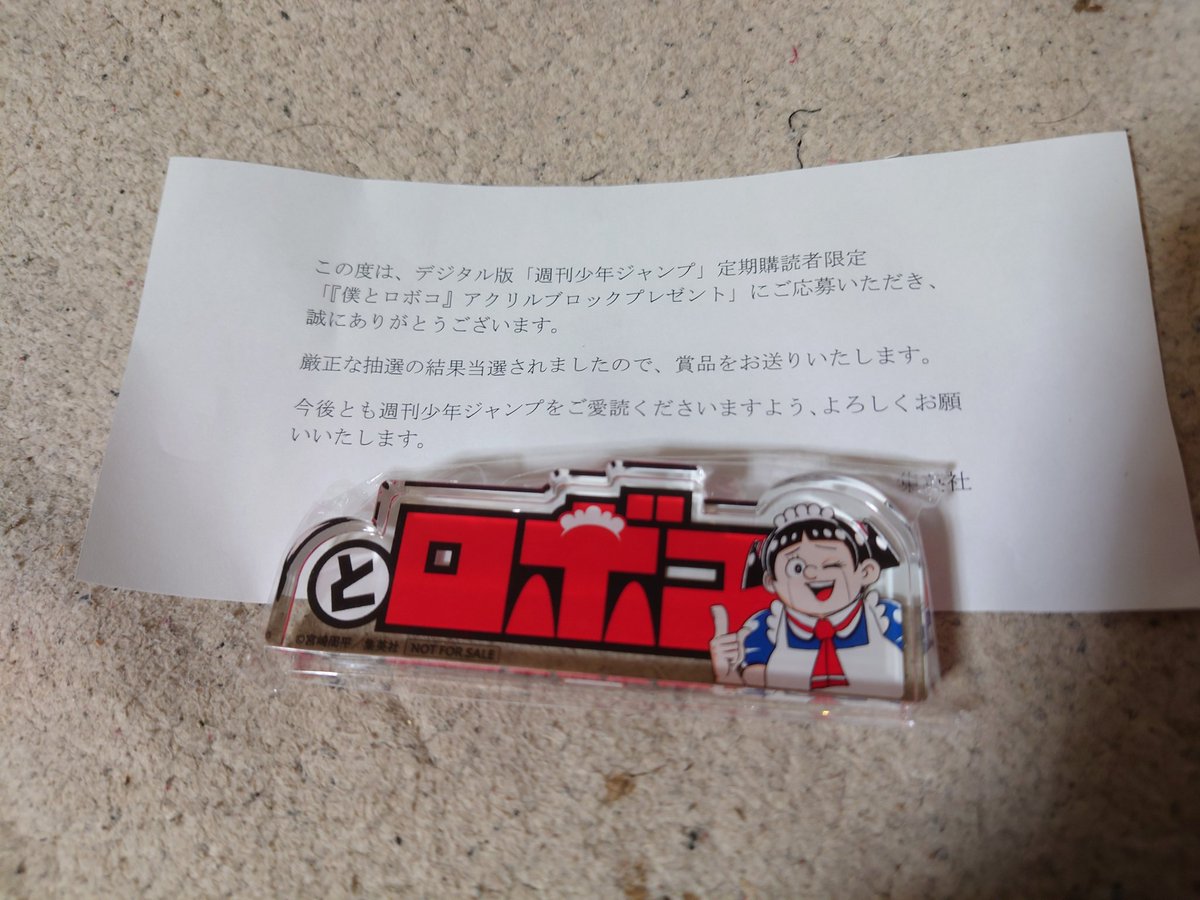 この度は、デジタル版「週刊少年ジャンプ」定期購読者限定
「『僕とロボコ』アクリルブロックプレゼント」にご応募いただき、
誠にありがとうございます。
厳正な抽選の結果当選されましたので、賞品をお送りいたします。
今後とも週刊少年ジャンプをご愛読くださいますよう、よろしくお願
いいたします。
集英社
とロボコ
©宮崎周平/集英社 | NOT FOR SALE